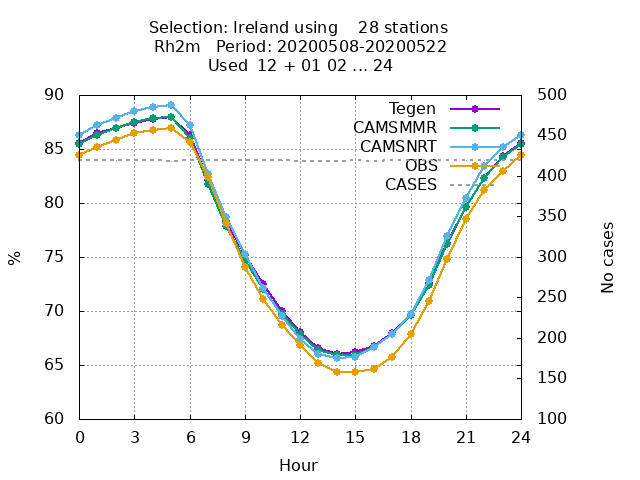 Selection: Ireland using    28 stations
Rh2m   Period: 20200508-20200522
Used  12 + 01 02 ... 24
90 500
Tegen
450
CAMSMMR
85 CAMSNRT
OBS 400
CASES
80 350
75 300
250
70
200
65
150
60 100
%
No cases
0 3 6 9 12 15 18 21 24
Hour